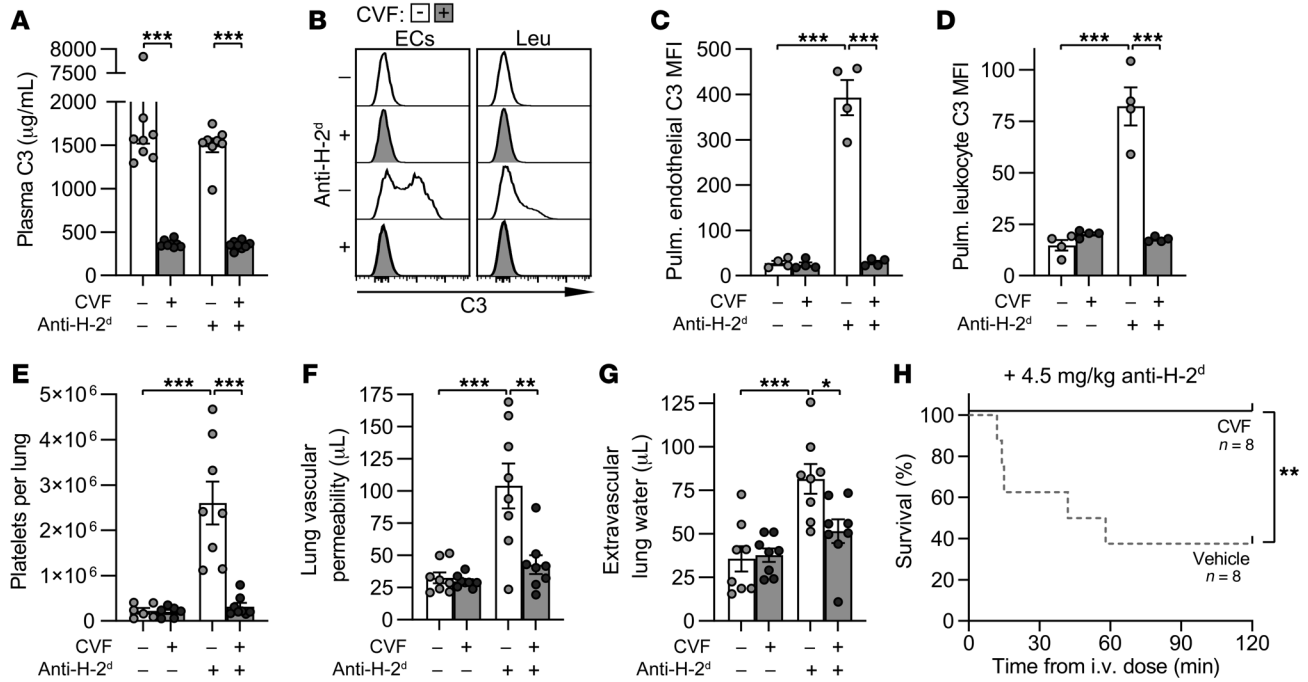 A
Plasma C3 (μg/mL)
8000
7500
2000
1500
1000
500
0
***
***
CVF
– + – +
Anti-H-2ᵈ
– – + +
B
CVF: - +
ECs
Leu
Anti-H-2ᵈ
–
+
–
+
C3
C
Pulm. endothelial C3 MFI
500
400
300
200
100
0
***
***
CVF
– + – +
Anti-H-2ᵈ
– – + +
D
Pulm. leukocyte C3 MFI
100
75
50
25
0
***
***
CVF
– + – +
Anti-H-2ᵈ
– – + +
E
Platelets per lung
5×10⁶
4×10⁶
3×10⁶
2×10⁶
1×10⁶
0
***
***
CVF
– + – +
Anti-H-2ᵈ
– – + +
F
Lung vascular
permeability (μL)
175
150
125
100
75
50
25
0
***
**
CVF
– + – +
Anti-H-2ᵈ
– – + +
G
Extravascular
lung water (μL)
125
100
75
50
25
0
***
*
CVF
– + – +
Anti-H-2ᵈ
– – + +
H
+ 4.5 mg/kg anti-H-2ᵈ
Survival (%)
100
80
60
40
20
0
CVF
n = 8
**
Vehicle
n = 8
0 30 60 90 120
Time from i.v. dose (min)